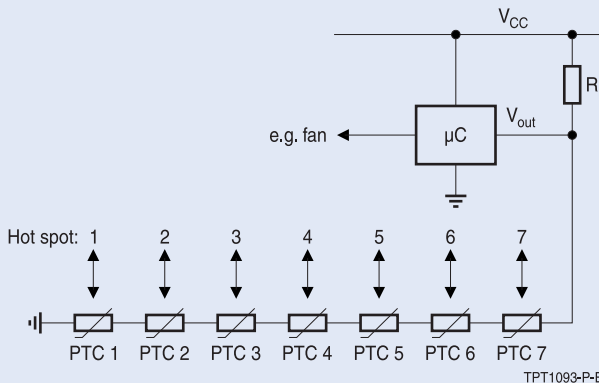 V_CC
R
V_out
e.g. fan
µC
Hot spot: 1 2 3 4 5 6 7
PTC 1 PTC 2 PTC 3 PTC 4 PTC 5 PTC 6 PTC 7
TPT1093-P-E